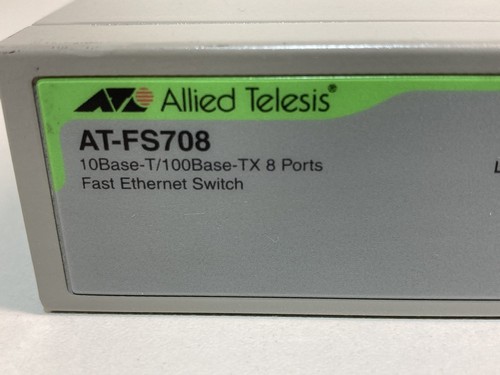 Allied Telesis®
AT-FS708
10Base-T/100Base-TX 8 Ports
Fast Ethernet Switch
L